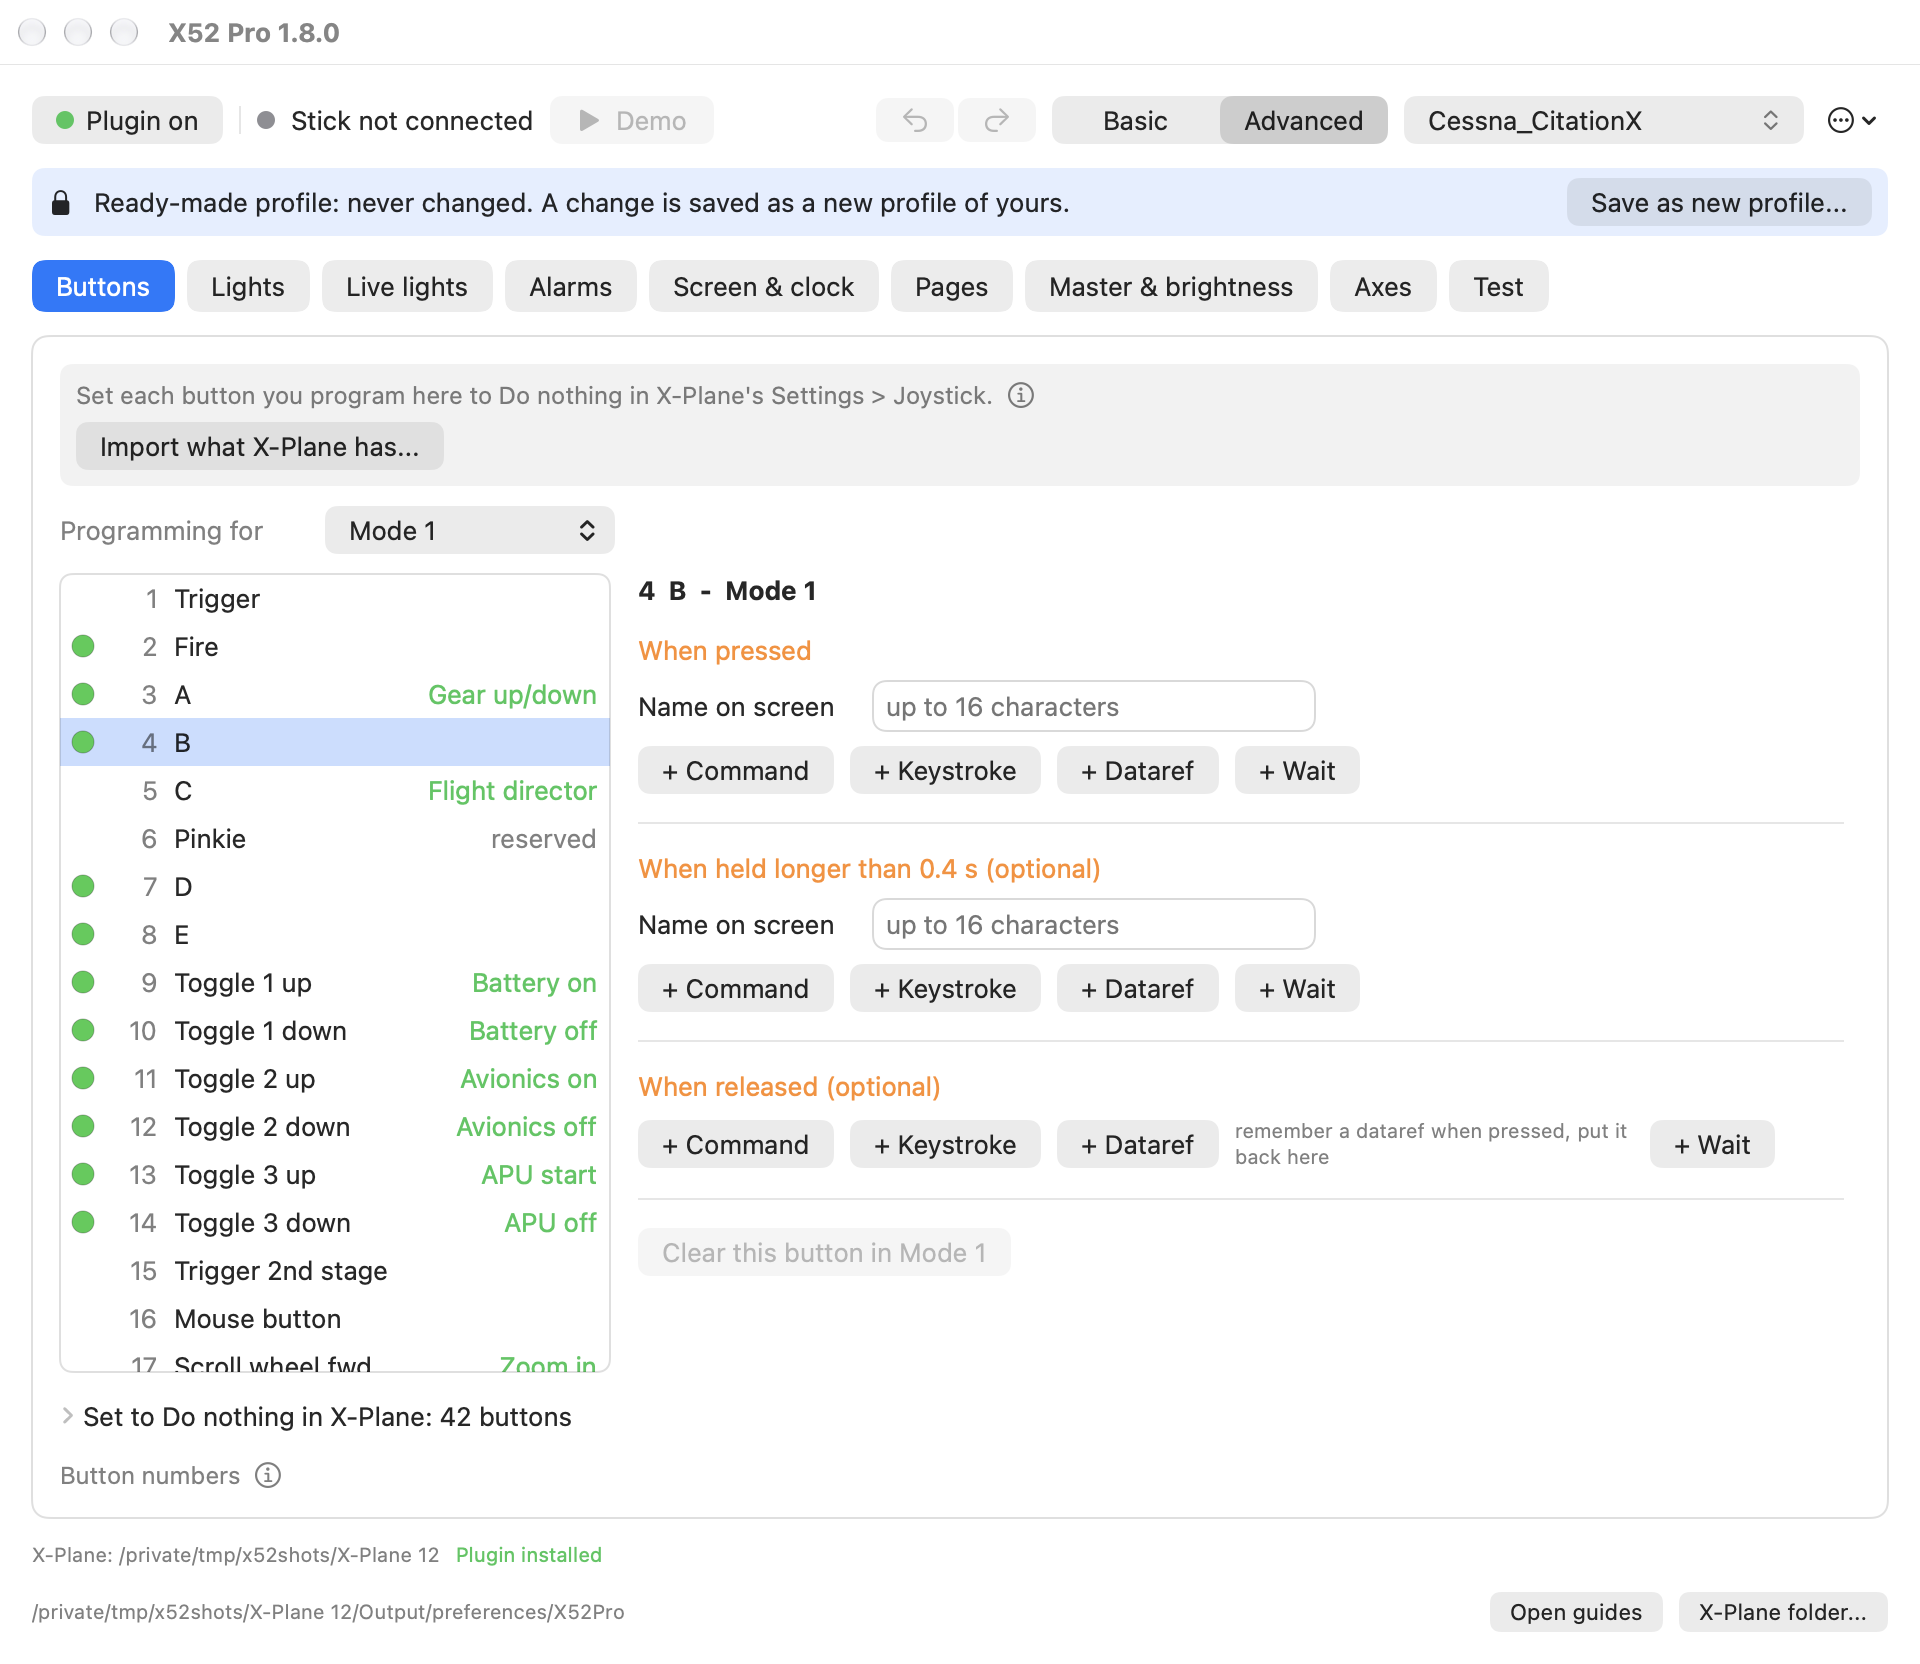 X52 Pro 1.8.0
Plugin on
Stick not connected
Demo
Basic
Advanced
Cessna_CitationX
Ready-made profile: never changed. A change is saved as a new profile of yours.
Save as new profile...
Buttons
Lights
Live lights
Alarms
Screen & clock
Pages
Master & brightness
Axes
Test
Set each button you program here to Do nothing in X-Plane's Settings > Joystick.
Import what X-Plane has...
Programming for
Mode 1
1 Trigger
2 Fire
3 A Gear up/down
4 B
5 C Flight director
6 Pinkie reserved
7 D
8 E
9 Toggle 1 up Battery on
10 Toggle 1 down Battery off
11 Toggle 2 up Avionics on
12 Toggle 2 down Avionics off
13 Toggle 3 up APU start
14 Toggle 3 down APU off
15 Trigger 2nd stage
16 Mouse button
17 Scroll wheel fwd Zoom in
Set to Do nothing in X-Plane: 42 buttons
Button numbers
4 B - Mode 1
When pressed
Name on screen
up to 16 characters
+ Command
+ Keystroke
+ Dataref
+ Wait
When held longer than 0.4 s (optional)
Name on screen
up to 16 characters
+ Command
+ Keystroke
+ Dataref
+ Wait
When released (optional)
+ Command
+ Keystroke
+ Dataref
remember a dataref when pressed, put it
back here
+ Wait
Clear this button in Mode 1
X-Plane: /private/tmp/x52shots/X-Plane 12 Plugin installed
/private/tmp/x52shots/X-Plane 12/Output/preferences/X52Pro
Open guides
X-Plane folder...